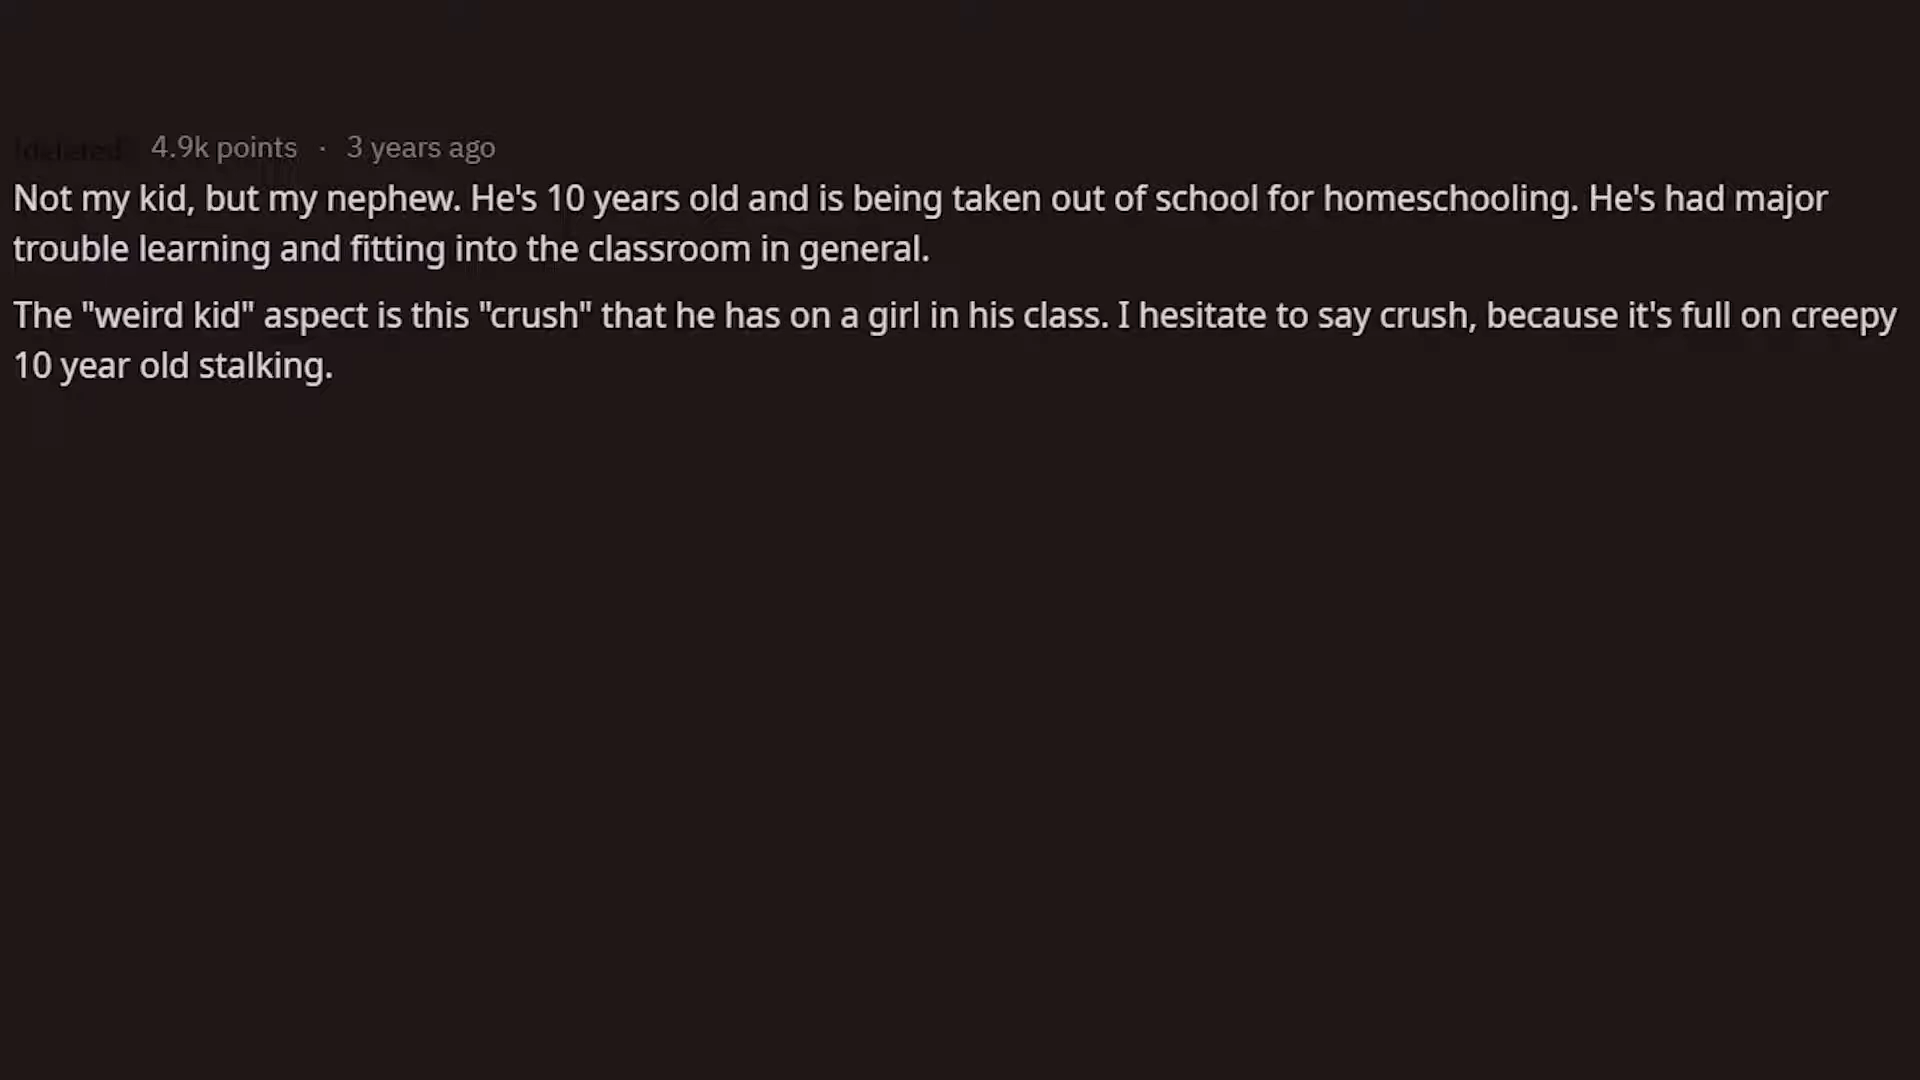 [deleted] 4.9k points · 3 years ago
Not my kid, but my nephew. He's 10 years old and is being taken out of school for homeschooling. He's had major
trouble learning and fitting into the classroom in general.
The "weird kid" aspect is this "crush" that he has on a girl in his class. I hesitate to say crush, because it's full on creepy
10 year old stalking.